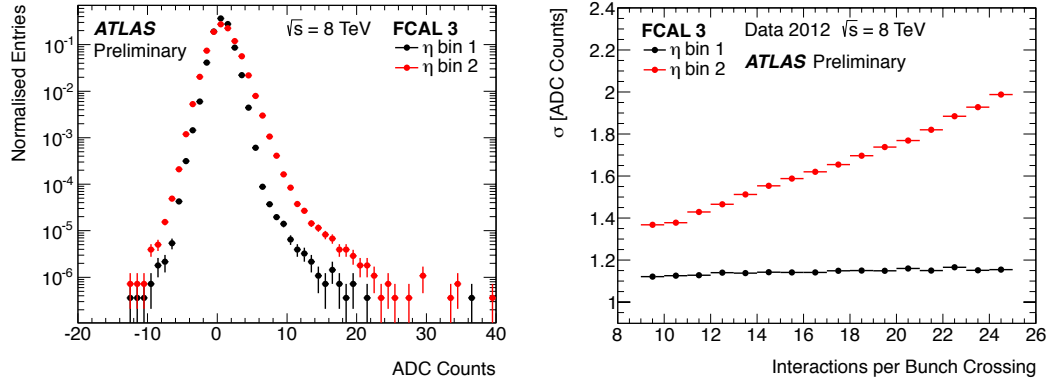 ATLAS
Preliminary
√s = 8 TeV
FCAL 3
η bin 1
η bin 2
Normalised Entries
10⁻¹
10⁻²
10⁻³
10⁻⁴
10⁻⁵
10⁻⁶
-20 -10 0 10 20 30 40
ADC Counts
FCAL 3 Data 2012 √s = 8 TeV
η bin 1
η bin 2
ATLAS Preliminary
σ [ADC Counts]
2.4
2.2
2
1.8
1.6
1.4
1.2
1
8 10 12 14 16 18 20 22 24 26
Interactions per Bunch Crossing